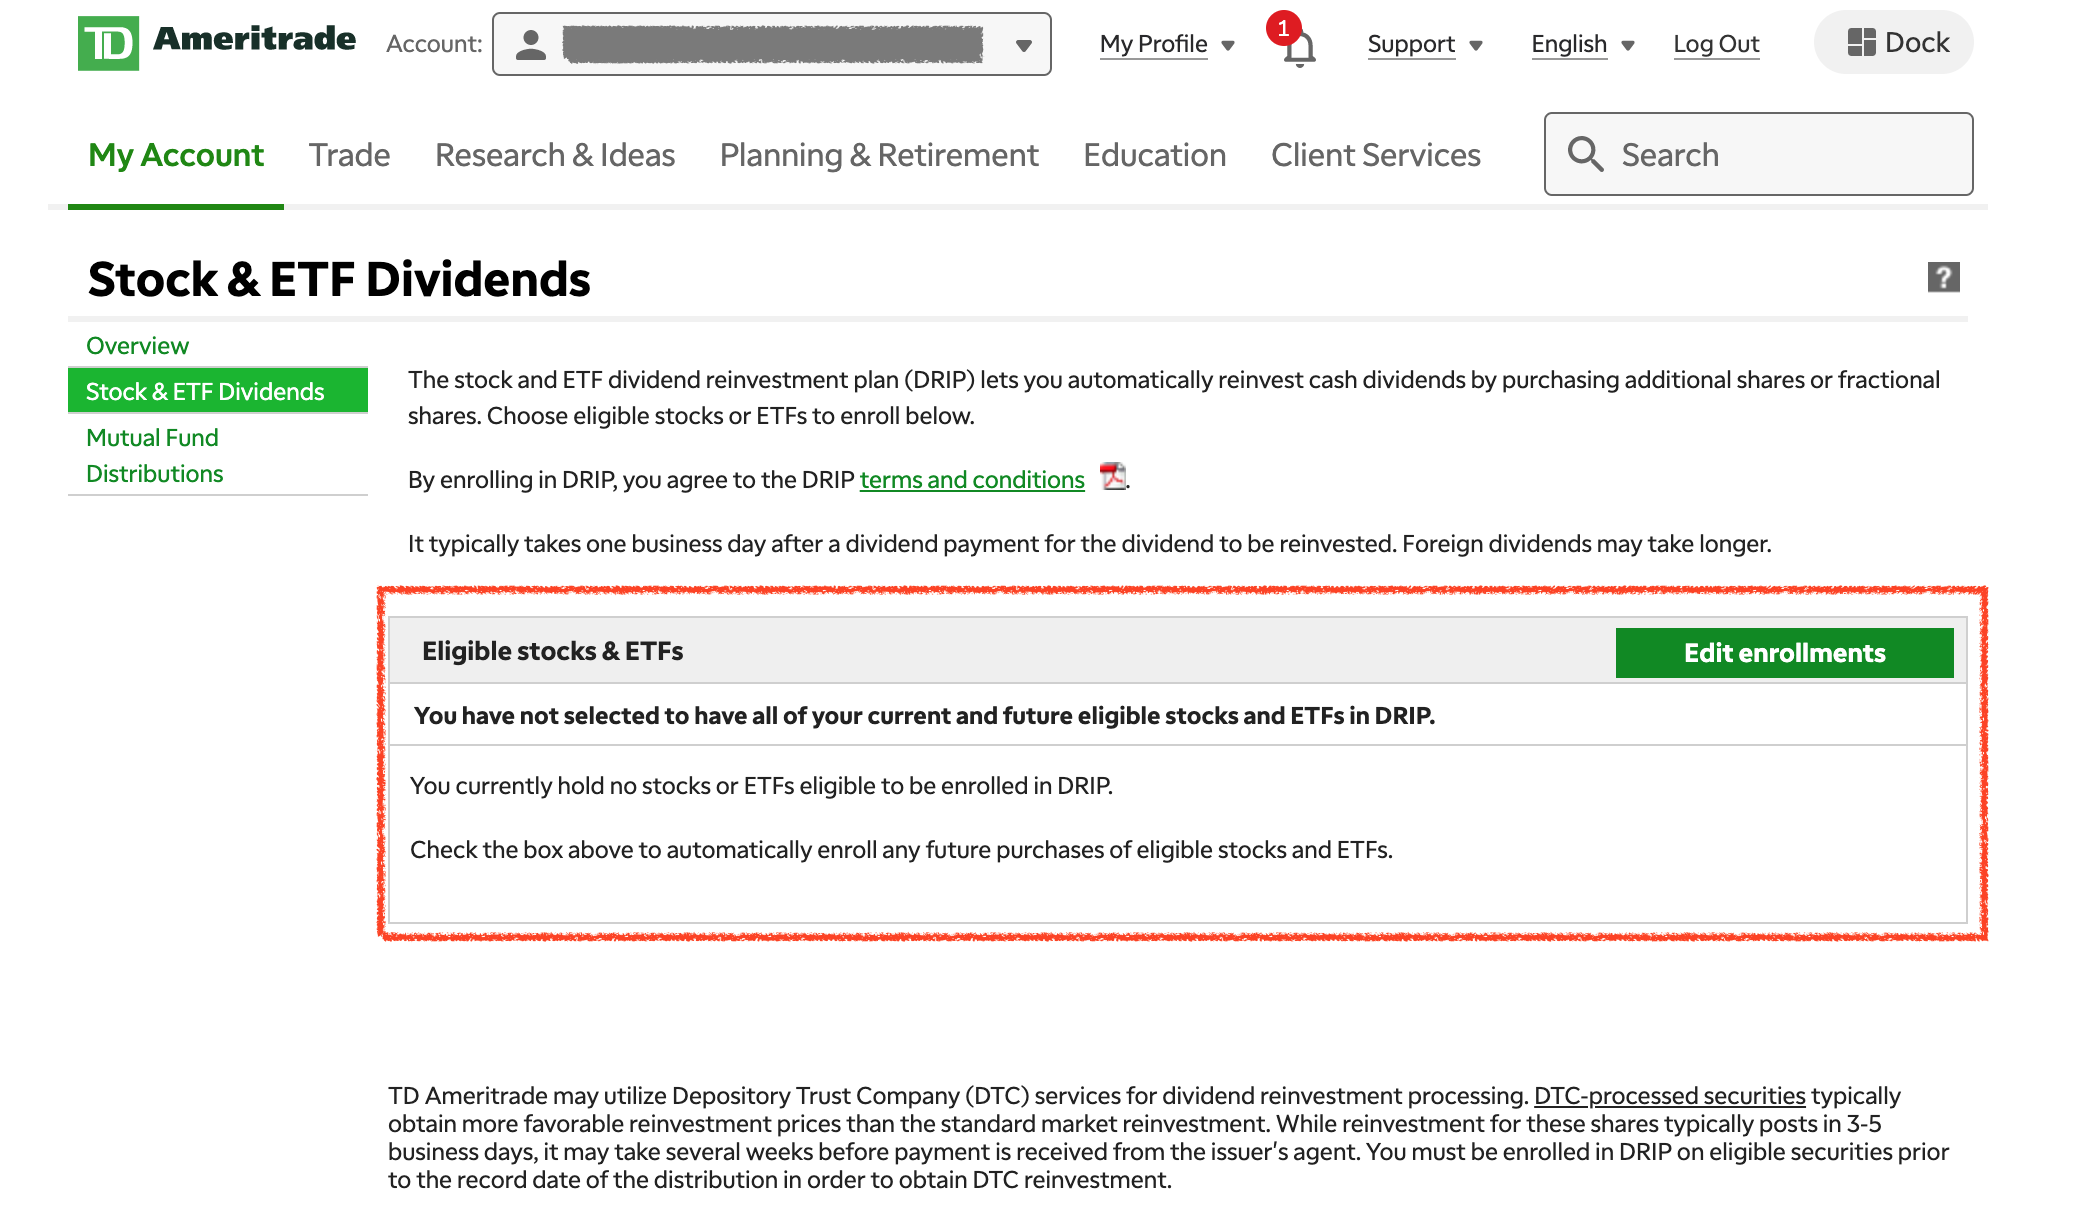 TD Ameritrade Account: My Profile 1 Support English Log Out Dock
My Account Trade Research & Ideas Planning & Retirement Education Client Services Search
Stock & ETF Dividends ?
Overview
Stock & ETF Dividends
Mutual Fund
Distributions
The stock and ETF dividend reinvestment plan (DRIP) lets you automatically reinvest cash dividends by purchasing additional shares or fractional
shares. Choose eligible stocks or ETFs to enroll below.
By enrolling in DRIP, you agree to the DRIP terms and conditions .
It typically takes one business day after a dividend payment for the dividend to be reinvested. Foreign dividends may take longer.
Eligible stocks & ETFs Edit enrollments
You have not selected to have all of your current and future eligible stocks and ETFs in DRIP.
You currently hold no stocks or ETFs eligible to be enrolled in DRIP.
Check the box above to automatically enroll any future purchases of eligible stocks and ETFs.
TD Ameritrade may utilize Depository Trust Company (DTC) services for dividend reinvestment processing. DTC-processed securities typically
obtain more favorable reinvestment prices than the standard market reinvestment. While reinvestment for these shares typically posts in 3-5
business days, it may take several weeks before payment is received from the issuer's agent. You must be enrolled in DRIP on eligible securities prior
to the record date of the distribution in order to obtain DTC reinvestment.